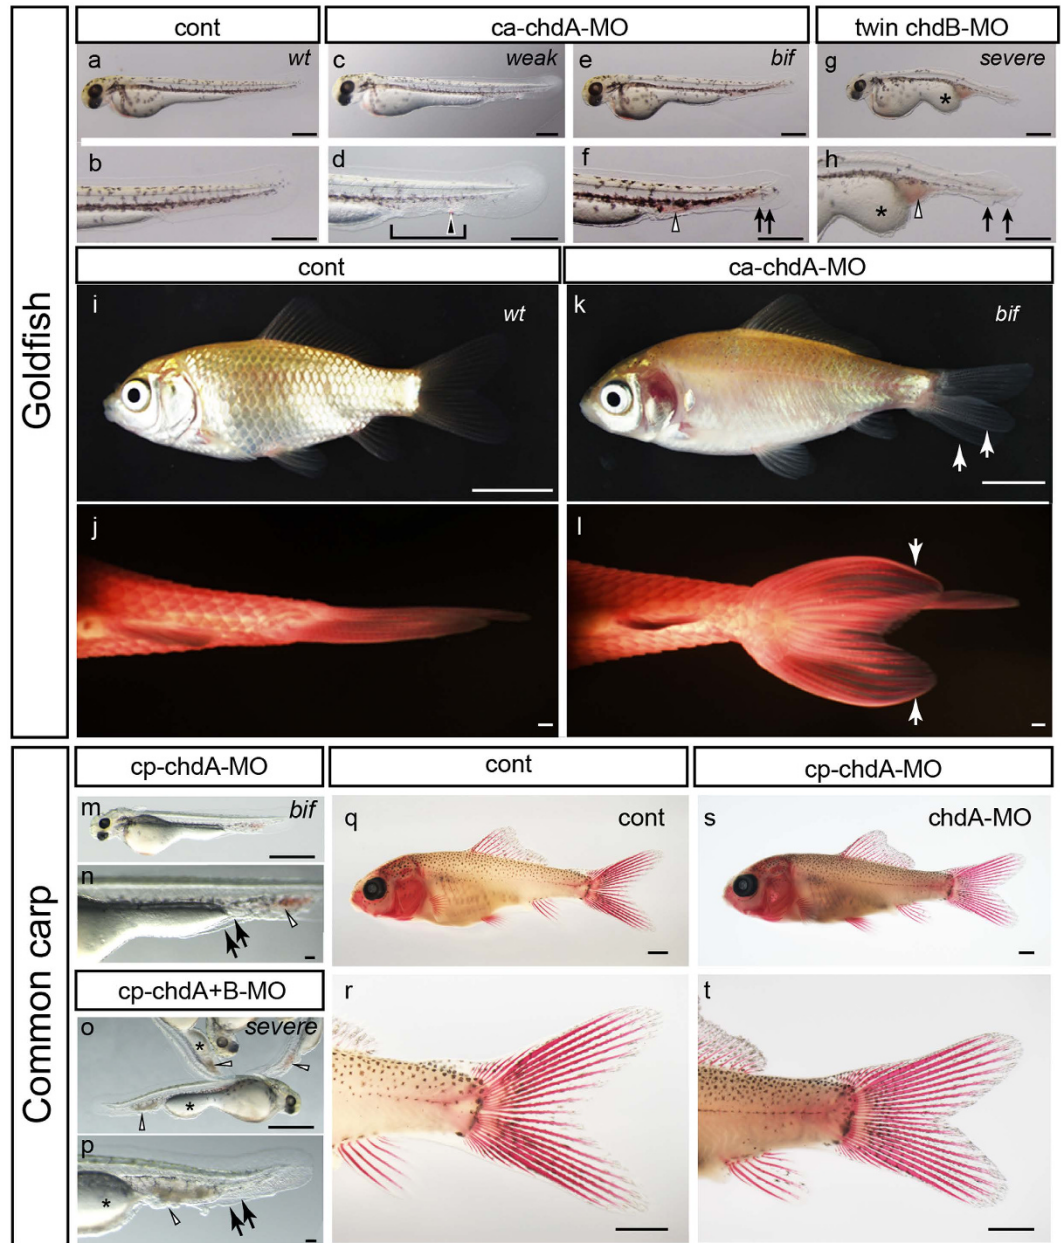 Goldfish
cont
ca-chdA-MO
twin chdB-MO
a
wt
c
weak
e
bif
g
severe
*
b
d
f
h
*
cont
ca-chdA-MO
i
wt
k
bif
j
l
Common carp
cp-chdA-MO
cont
cp-chdA-MO
m
bif
q
cont
s
chdA-MO
n
cp-chdA+B-MO
o
severe
*
*
r
t
p
*